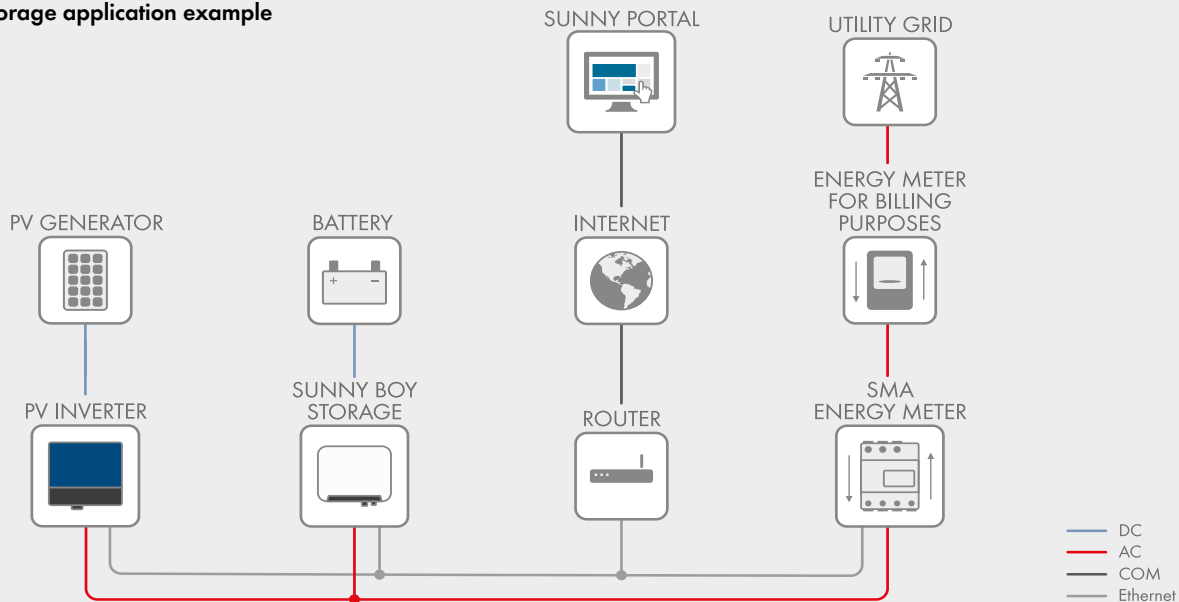 application example
SUNNY PORTAL
UTILITY GRID
ENERGY METER
FOR BILLING
PURPOSES
PV GENERATOR
BATTERY
INTERNET
+ −
PV INVERTER
SUNNY BOY
STORAGE
ROUTER
SMA
ENERGY METER
DC
AC
COM
Ethernet